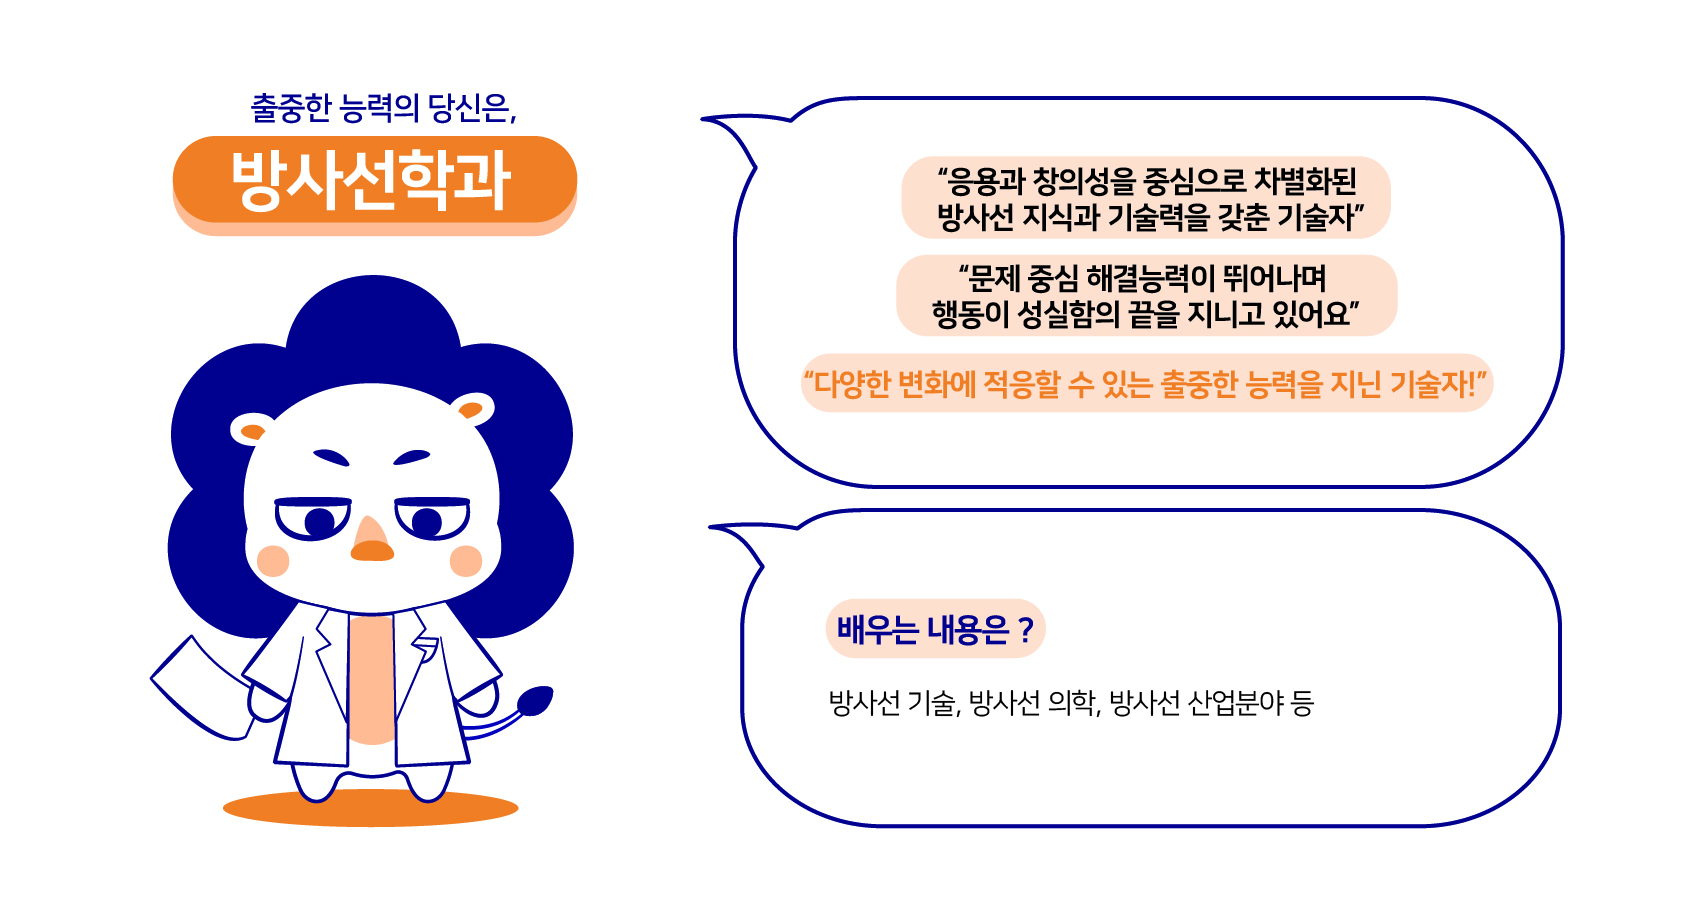 출중한 능력의 당신은,
방사선학과
“응용과 창의성을 중심으로 차별화된
방사선 지식과 기술력을 갖춘 기술자”
“문제 중심 해결능력이 뛰어나며
행동이 성실함의 끝을 지니고 있어요”
“다양한 변화에 적응할 수 있는 출중한 능력을 지닌 기술자!”
배우는 내용은 ?
방사선 기술, 방사선 의학, 방사선 산업분야 등